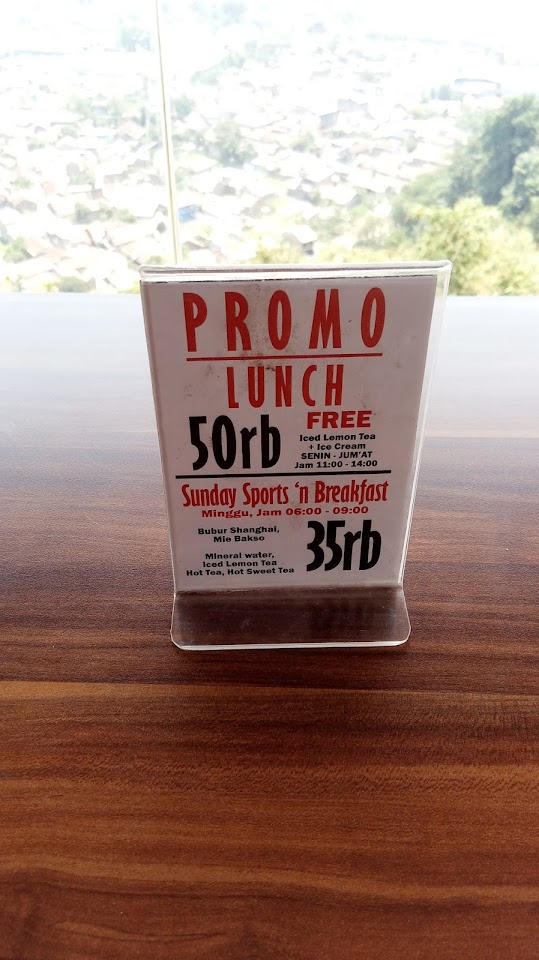 PROMO
LUNCH
50rb
FREE
Iced Lemon Tea
+ Ice Cream
SENIN - JUM'AT
Jam 11:00 - 14:00
Sunday Sports 'n Breakfast
Minggu, Jam 06:00 - 09:00
Bubur Shanghai,
Mie Bakso
Mineral water,
Iced Lemon Tea
Hot Tea, Hot Sweet Tea
35rb